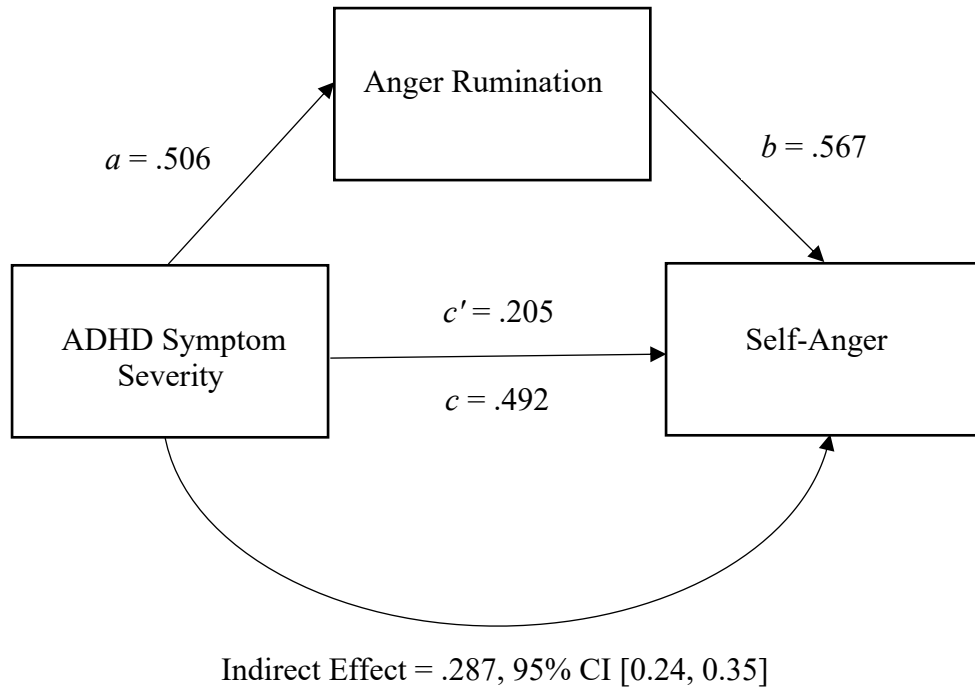 Anger Rumination
a = .506
b = .567
ADHD Symptom
Severity
c' = .205
c = .492
Self-Anger
Indirect Effect = .287, 95% CI [0.24, 0.35]